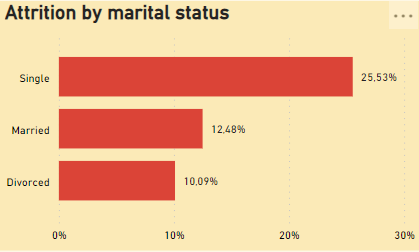 Attrition by marital status
Single 25,53%
Married 12,48%
Divorced 10,09%
0% 10% 20% 30%